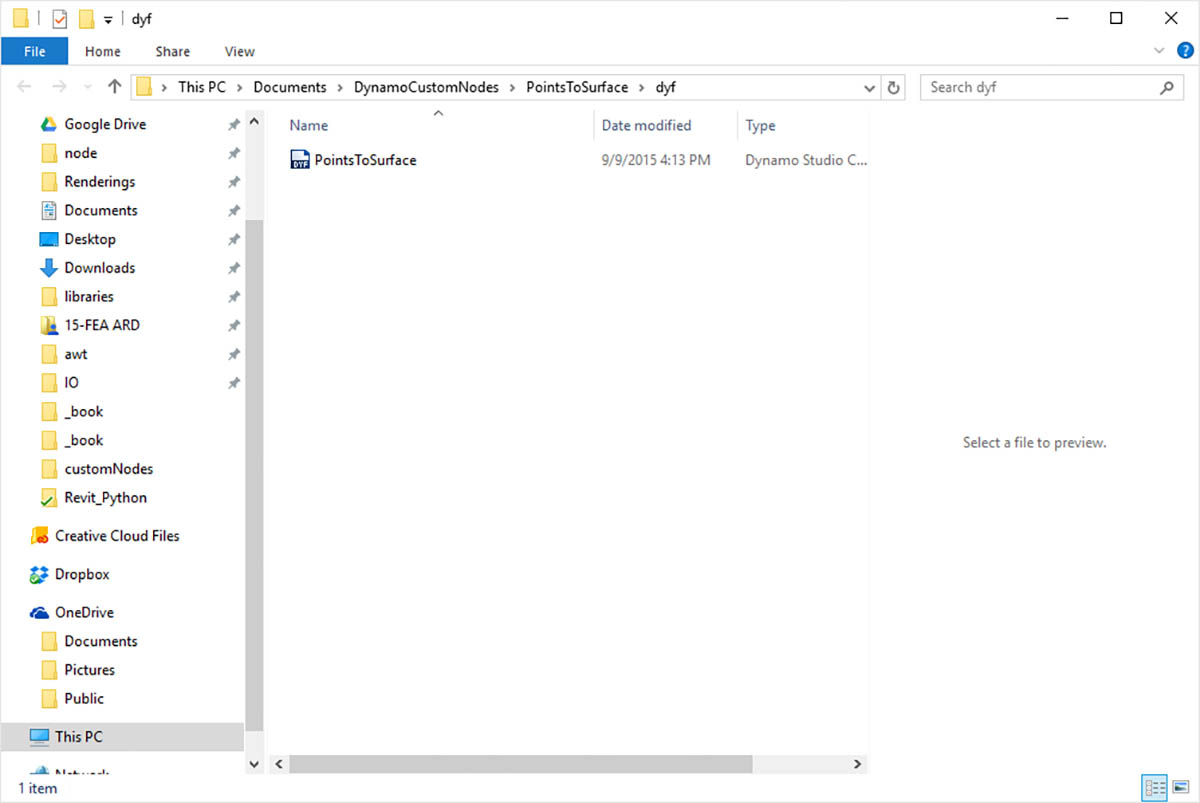 dyf
File Home Share View
This PC Documents DynamoCustomNodes PointsToSurface dyf
Search dyf
Google Drive
node
Renderings
Documents
Desktop
Downloads
libraries
15-FEA ARD
awt
IO
_book
_book
customNodes
Revit_Python
Creative Cloud Files
Dropbox
OneDrive
Documents
Pictures
Public
This PC
Network
Name Date modified Type
DYF PointsToSurface 9/9/2015 4:13 PM Dynamo Studio C...
Select a file to preview.
1 item